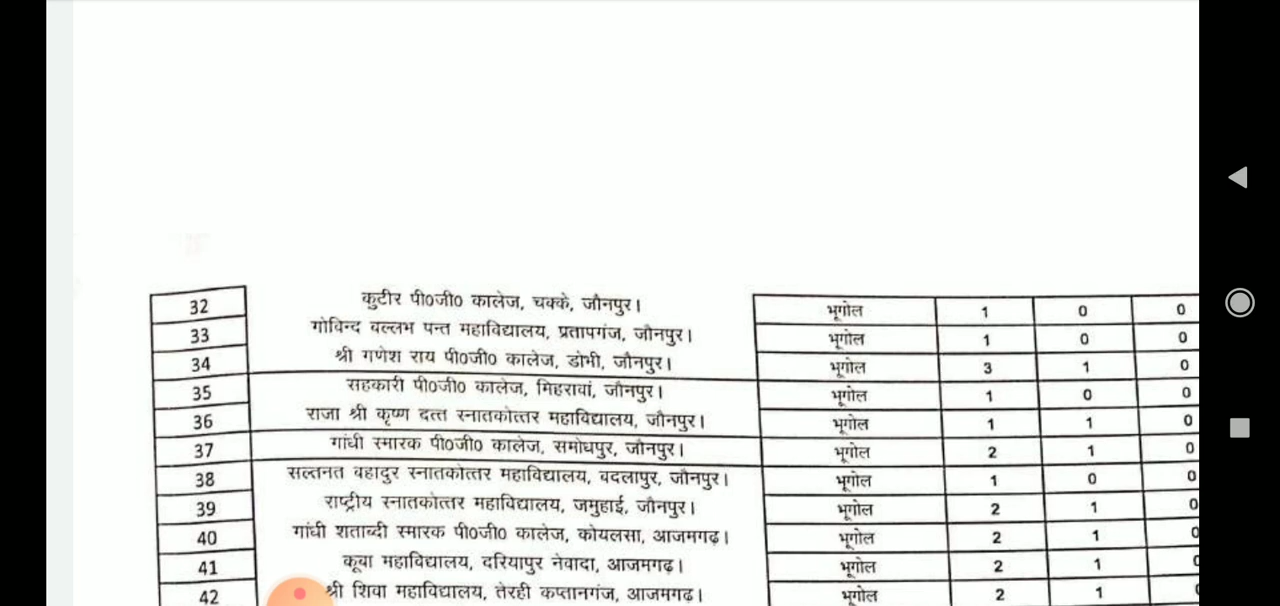 32 कुटीर पी0जी0 कालेज, चक्के, जौनपुर। भूगोल 1 0 0
33 गोविन्द बल्लभ पन्त महाविद्यालय, प्रतापगंज, जौनपुर। भूगोल 1 0 0
34 श्री गणेश राय पी0जी0 कालेज, डोभी, जौनपुर। भूगोल 3 1 0
35 सहकारी पी0जी0 कालेज, मिहरावां, जौनपुर। भूगोल 1 0 0
36 राजा श्री कृष्ण दत्त स्नातकोत्तर महाविद्यालय, जौनपुर। भूगोल 1 1 0
37 गांधी स्मारक पी0जी0 कालेज, समोधपुर, जौनपुर। भूगोल 2 1 0
38 सल्तनत बहादुर स्नातकोत्तर महाविद्यालय, बदलापुर, जौनपुर। भूगोल 1 0 0
39 राष्ट्रीय स्नातकोत्तर महाविद्यालय, जमुहाई, जौनपुर। भूगोल 2 1 0
40 गांधी शताब्दी स्मारक पी0जी0 कालेज, कोयलसा, आजमगढ़। भूगोल 2 1 0
41 कूबा महाविद्यालय, दरियापुर नेवादा, आजमगढ़। भूगोल 2 1 0
42 श्री शिवा महाविद्यालय, तेरही कप्तानगंज, आजमगढ़। भूगोल 2 1